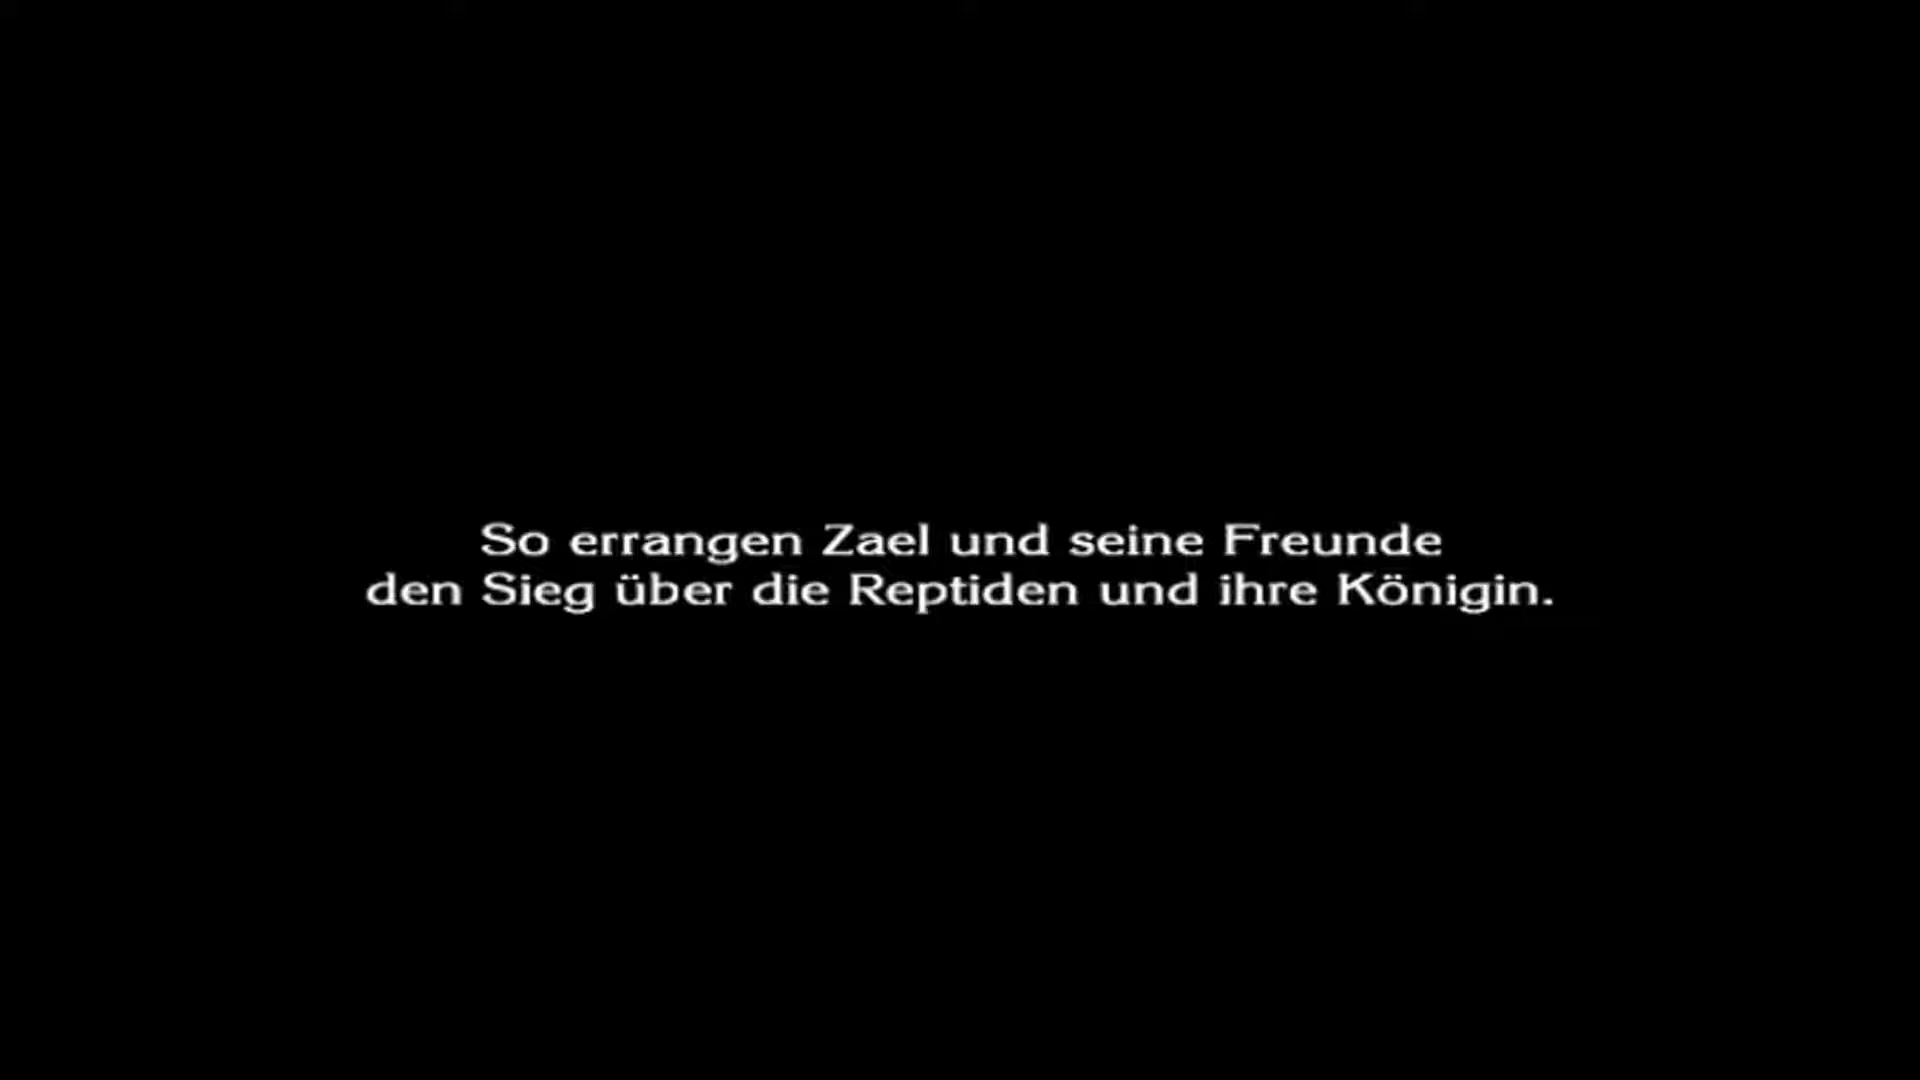 So errangen Zael und seine Freunde
den Sieg über die Reptiden und ihre Königin.